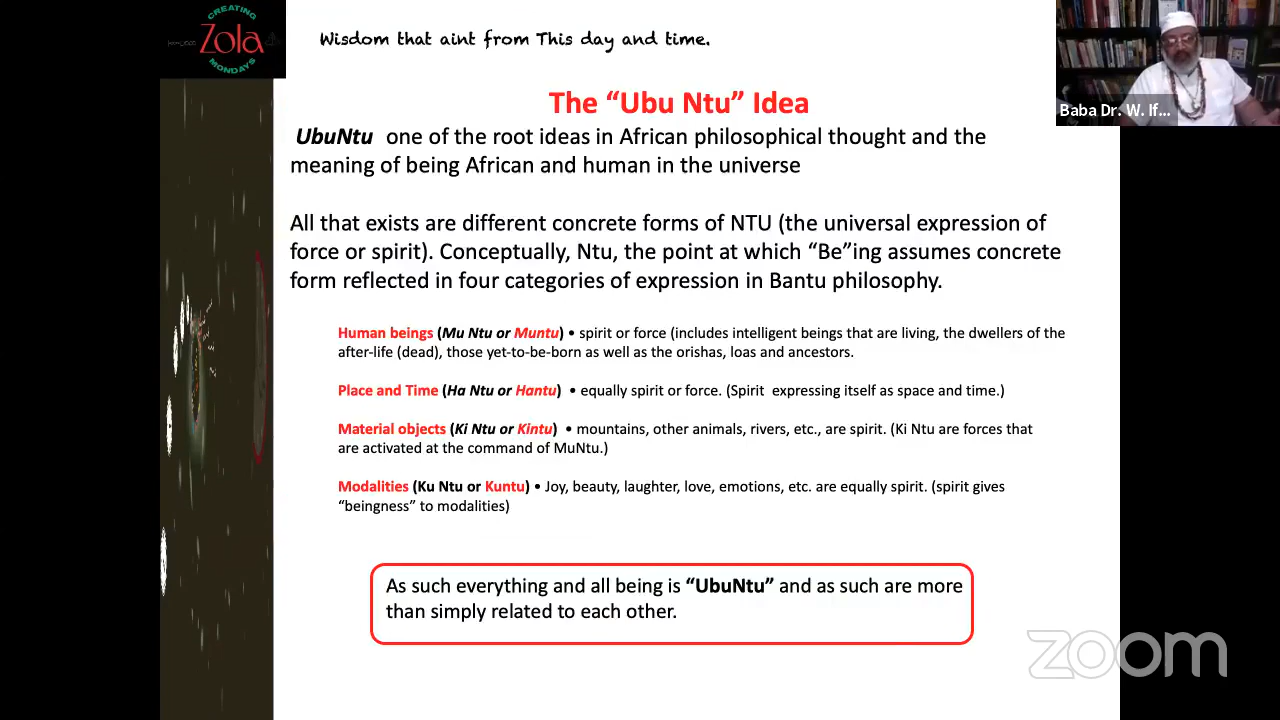 CREATING
Zola
MONDAYS
Wisdom that aint from This day and time.
Baba Dr. W. If...
The “Ubu Ntu” Idea
UbuNtu one of the root ideas in African philosophical thought and the
meaning of being African and human in the universe
All that exists are different concrete forms of NTU (the universal expression of
force or spirit). Conceptually, Ntu, the point at which “Be”ing assumes concrete
form reflected in four categories of expression in Bantu philosophy.
Human beings (Mu Ntu or Muntu) • spirit or force (includes intelligent beings that are living, the dwellers of the
after-life (dead), those yet-to-be-born as well as the orishas, loas and ancestors.
Place and Time (Ha Ntu or Hantu) • equally spirit or force. (Spirit expressing itself as space and time.)
Material objects (Ki Ntu or Kintu) • mountains, other animals, rivers, etc., are spirit. (Ki Ntu are forces that
are activated at the command of MuNtu.)
Modalities (Ku Ntu or Kuntu) • Joy, beauty, laughter, love, emotions, etc. are equally spirit. (spirit gives
“beingness” to modalities)
As such everything and all being is “UbuNtu” and as such are more
than simply related to each other.
zoom